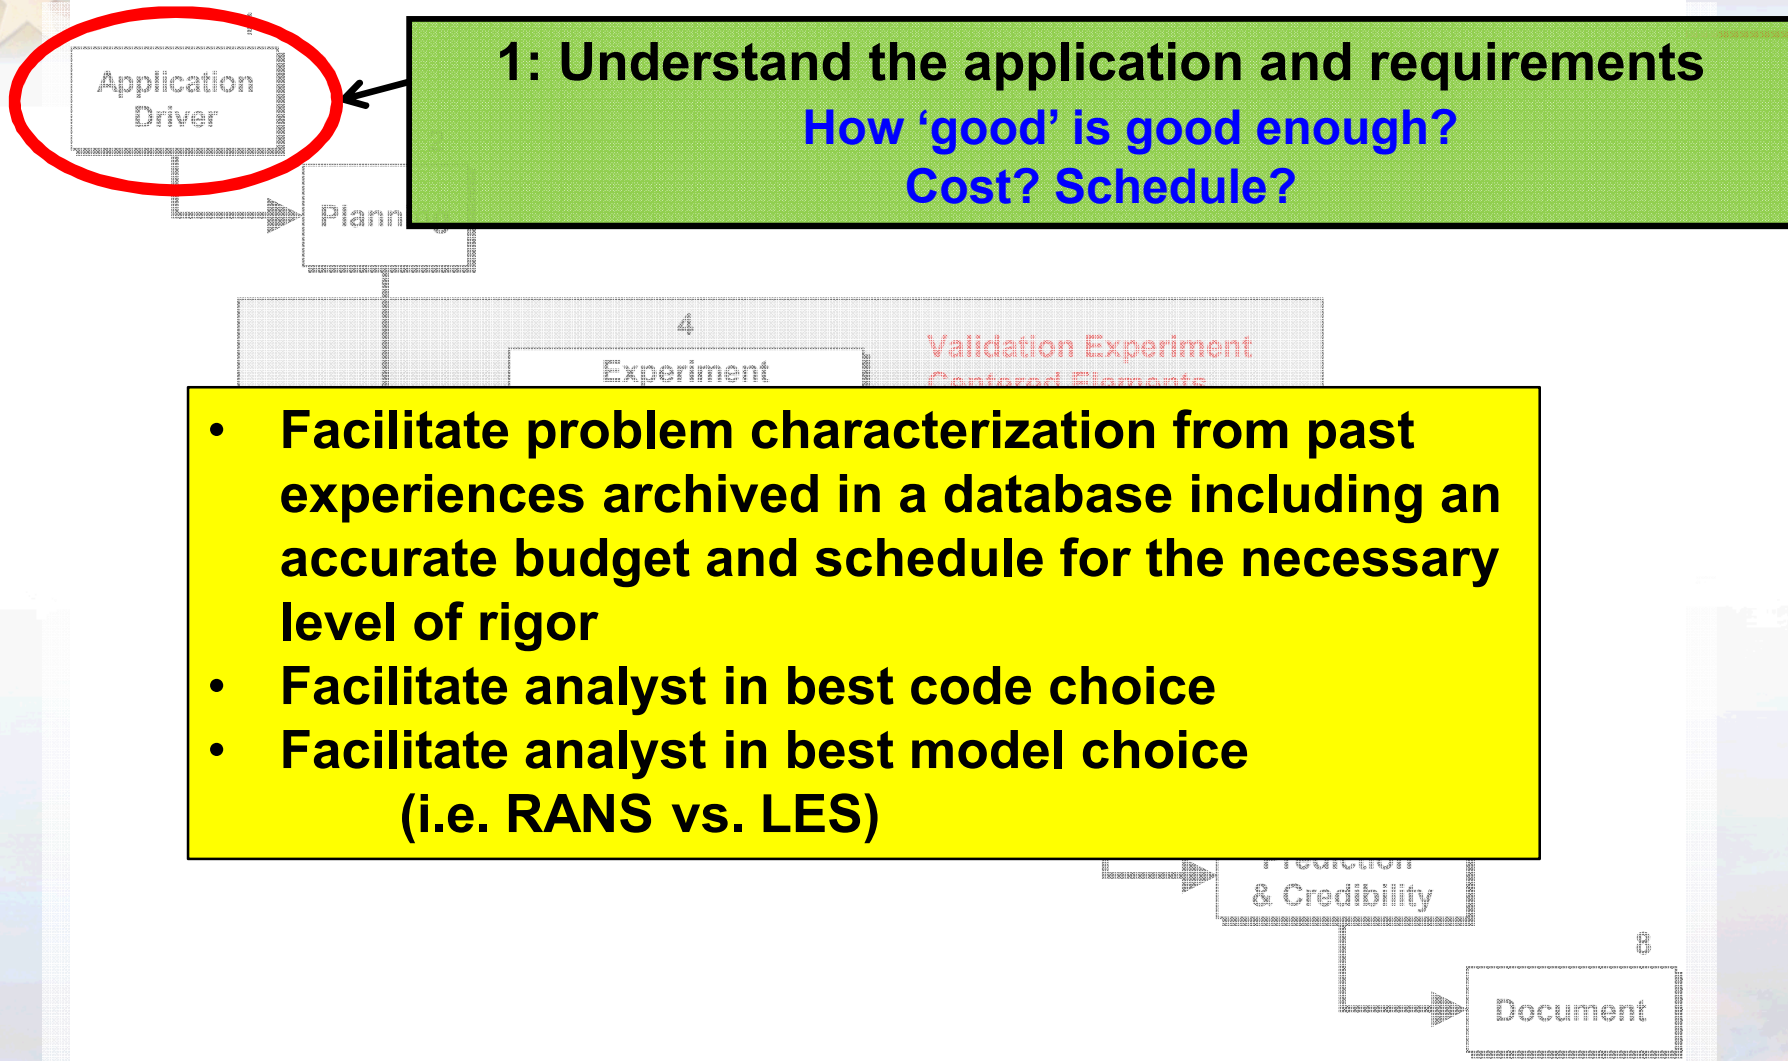 Application
Driver
1: Understand the application and requirements
How ‘good’ is good enough?
Cost? Schedule?
4
Experiment
Validation Experiment
Centered Elements
• Facilitate problem characterization from past
experiences archived in a database including an
accurate budget and schedule for the necessary
level of rigor
• Facilitate analyst in best code choice
• Facilitate analyst in best model choice
(i.e. RANS vs. LES)
Prediction
& Credibility
8
Document